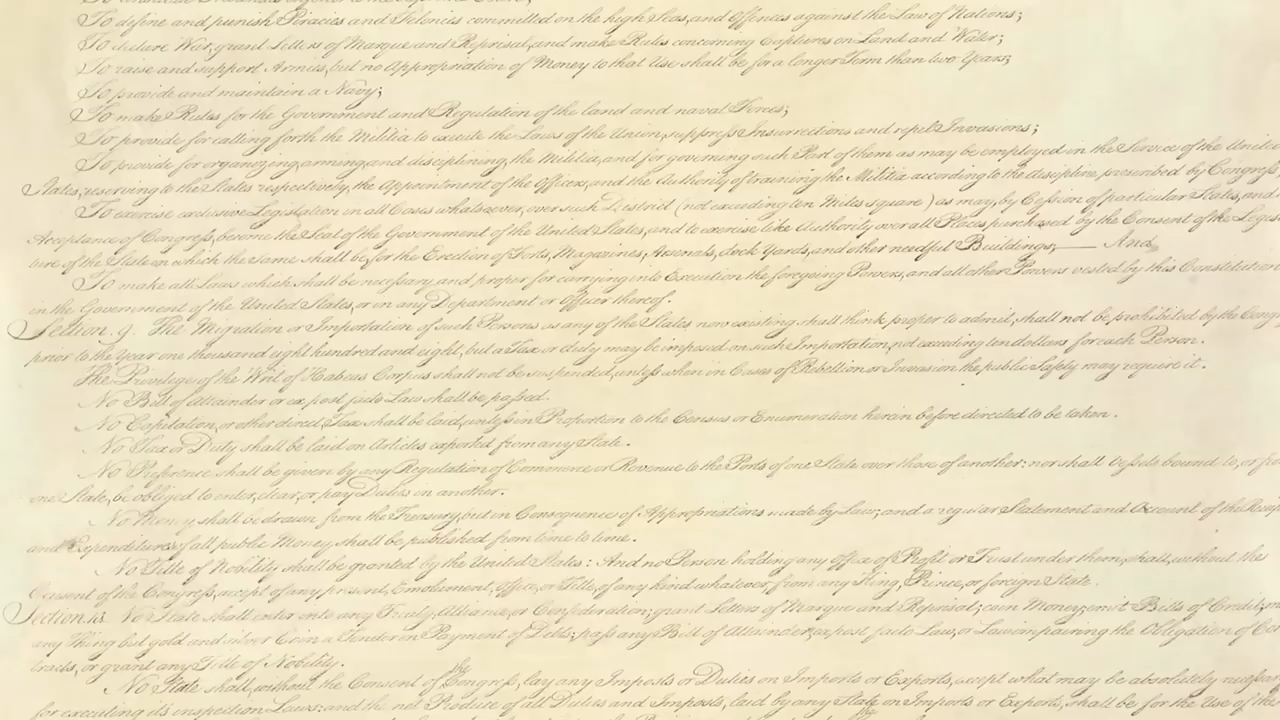 To define and punish Piracies and Felonies committed on the high Seas, and Offences against the Law of Nations;
To declare War, grant Letters of Marque and Reprisal, and make Rules concerning Captures on Land and Water;
To raise and support Armies, but no Appropriation of Money to that Use shall be for a longer Term than two Years;
To provide and maintain a Navy;
To make Rules for the Government and Regulation of the land and naval Forces;
To provide for calling forth the Militia to execute the Laws of the Union, suppress Insurrections and repel Invasions;
To provide for organizing, arming, and disciplining, the Militia, and for governing such Part of them as may be employed in the Service of the United
States, reserving to the States respectively, the Appointment of the Officers, and the Authority of training the Militia according to the discipline prescribed by Congress;
To exercise exclusive Legislation in all Cases whatsoever, over such District (not exceeding ten Miles square) as may, by Cession of particular States, and
Acceptance of Congress, become the Seat of the Government of the United States, and to exercise like Authority over all Places purchased by the Consent of the Legis
ture of the State in which the Same shall be, for the Erection of Forts, Magazines, Arsenals, dock-Yards, and other needful Buildings;— And
To make all Laws which shall be necessary and proper for carrying into Execution the foregoing Powers, and all other Powers vested by this Constitution
in the Government of the United States, or in any Department or Officer thereof.
Section. 9. The Migration or Importation of such Persons as any of the States now existing shall think proper to admit, shall not be prohibited by the Congr
prior to the Year one thousand eight hundred and eight, but a Tax or duty may be imposed on such Importation, not exceeding ten dollars for each Person.
The Privilege of the Writ of Habeas Corpus shall not be suspended, unless when in Cases of Rebellion or Invasion the public Safety may require it.
No Bill of Attainder or ex post facto Law shall be passed.
No Capitation, or other direct, Tax shall be laid, unless in Proportion to the Census or Enumeration herein before directed to be taken.
No Tax or Duty shall be laid on Articles exported from any State.
No Preference shall be given by any Regulation of Commerce or Revenue to the Ports of one State over those of another: nor shall Vessels bound to, or from
one State, be obliged to enter, clear, or pay Duties in another.
No Money shall be drawn from the Treasury, but in Consequence of Appropriations made by Law; and a regular Statement and Account of the Receip
and Expenditures of all public Money shall be published from time to time.
No Title of Nobility shall be granted by the United States: And no Person holding any Office of Profit or Trust under them, shall, without the
Consent of the Congress, accept of any present, Emolument, Office, or Title, of any kind whatever, from any King, Prince, or foreign State.
Section. 10. No State shall enter into any Treaty, Alliance, or Confederation; grant Letters of Marque and Reprisal; coin Money; emit Bills of Credit; m
any Thing but gold and silver Coin a Tender in Payment of Debts; pass any Bill of Attainder, ex post facto Law, or Law impairing the Obligation of Con
tracts, or grant any Title of Nobility.
No State shall, without the Consent of the Congress, lay any Imposts or Duties on Imports or Exports, except what may be absolutely necessar
for executing it's inspection Laws: and the net Produce of all Duties and Imposts, laid by any State on Imports or Exports, shall be for the Use of the